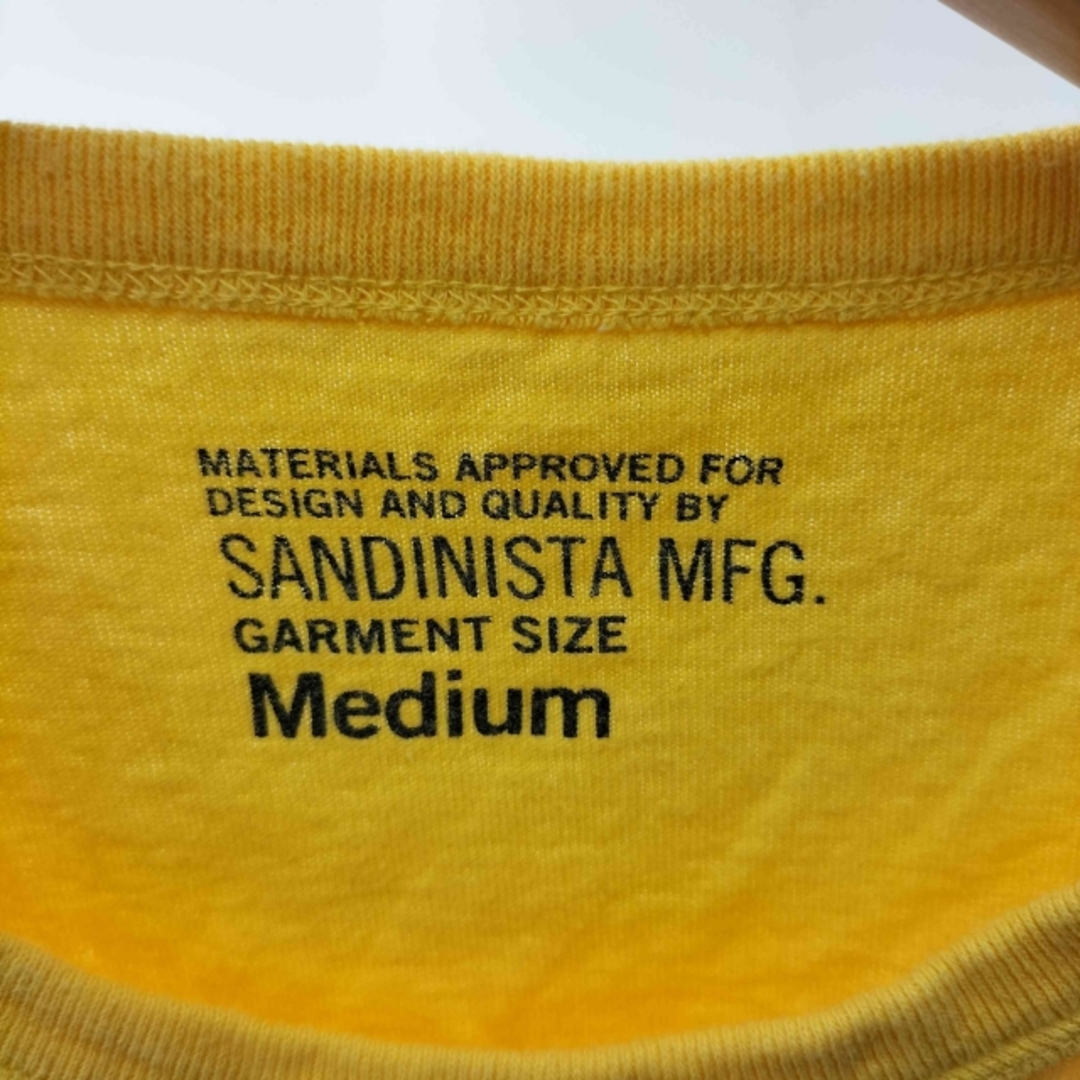 MATERIALS APPROVED FOR
DESIGN AND QUALITY BY
SANDINISTA MFG.
GARMENT SIZE
Medium